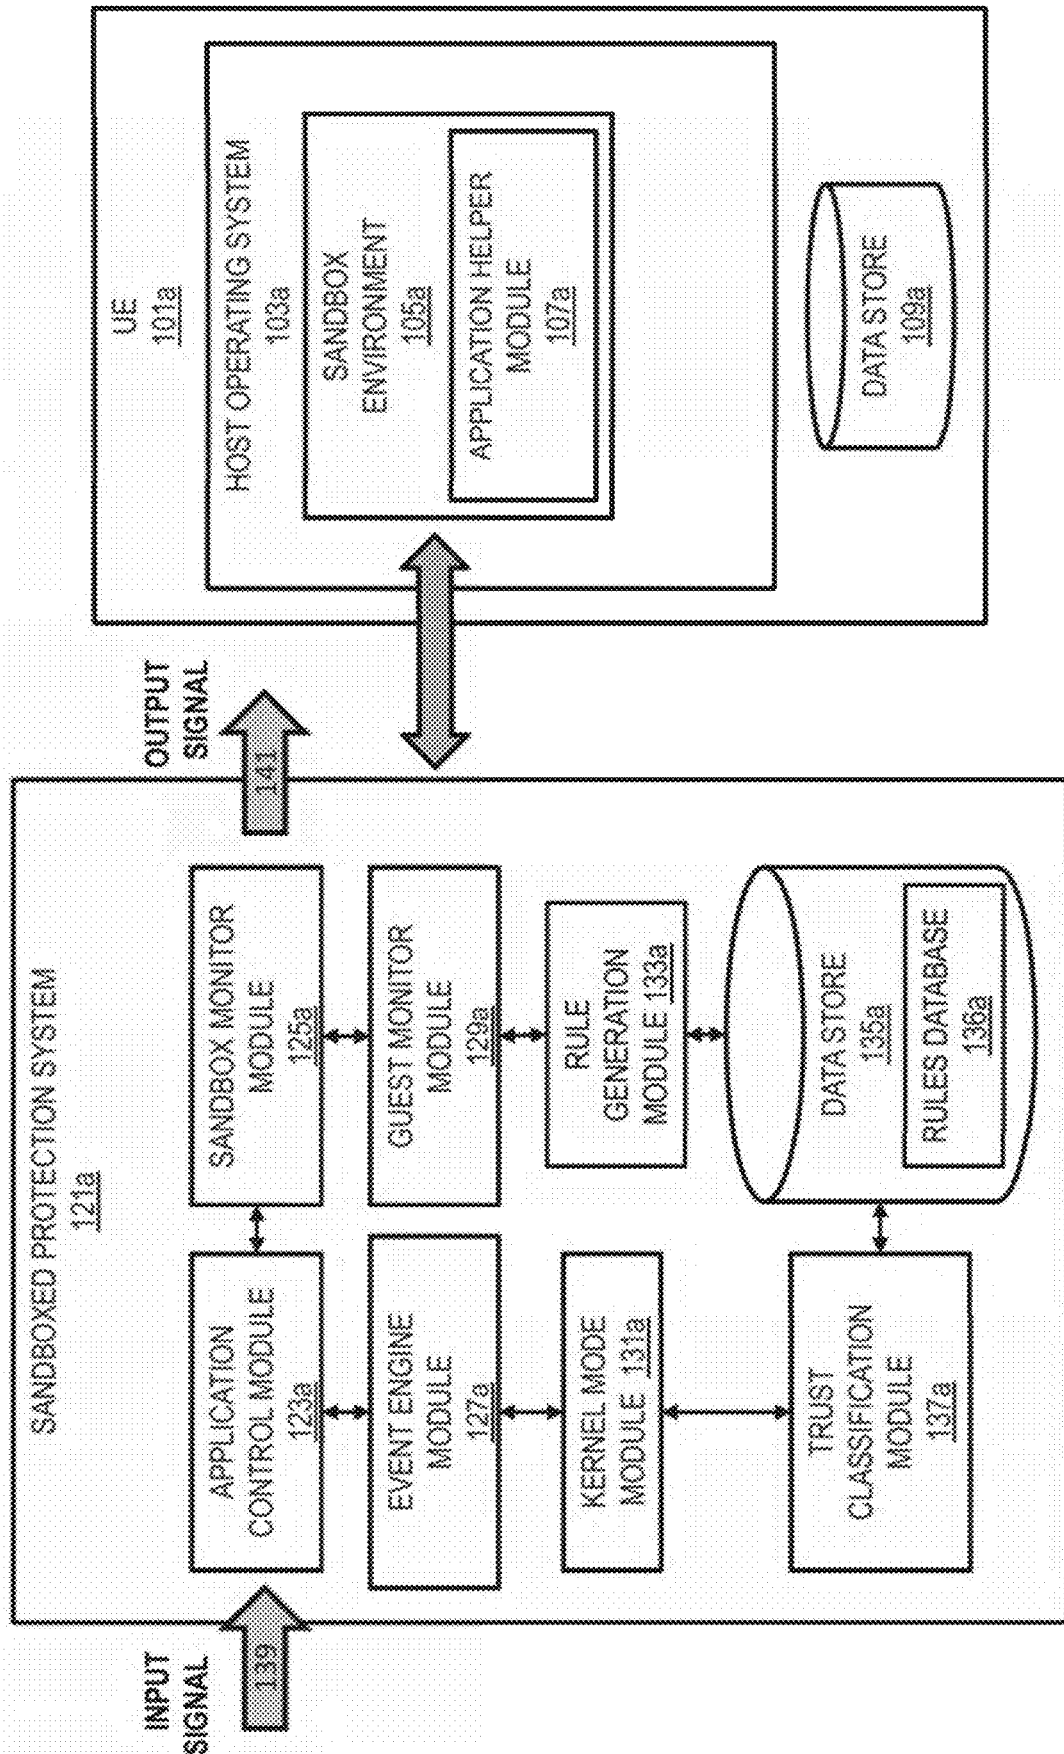 INPUT
SIGNAL
139
SANDBOXED PROTECTION SYSTEM
121a
APPLICATION
CONTROL MODULE
123a
SANDBOX MONITOR
MODULE
125a
EVENT ENGINE
MODULE
127a
GUEST MONITOR
MODULE
129a
KERNEL MODE
MODULE 131a
RULE
GENERATION
MODULE 133a
TRUST
CLASSIFICATION
MODULE
137a
DATA STORE
135a
RULES DATABASE
136a
OUTPUT
SIGNAL
141
UE
101a
HOST OPERATING SYSTEM
103a
SANDBOX
ENVIRONMENT
105a
APPLICATION HELPER
MODULE
107a
DATA STORE
109a